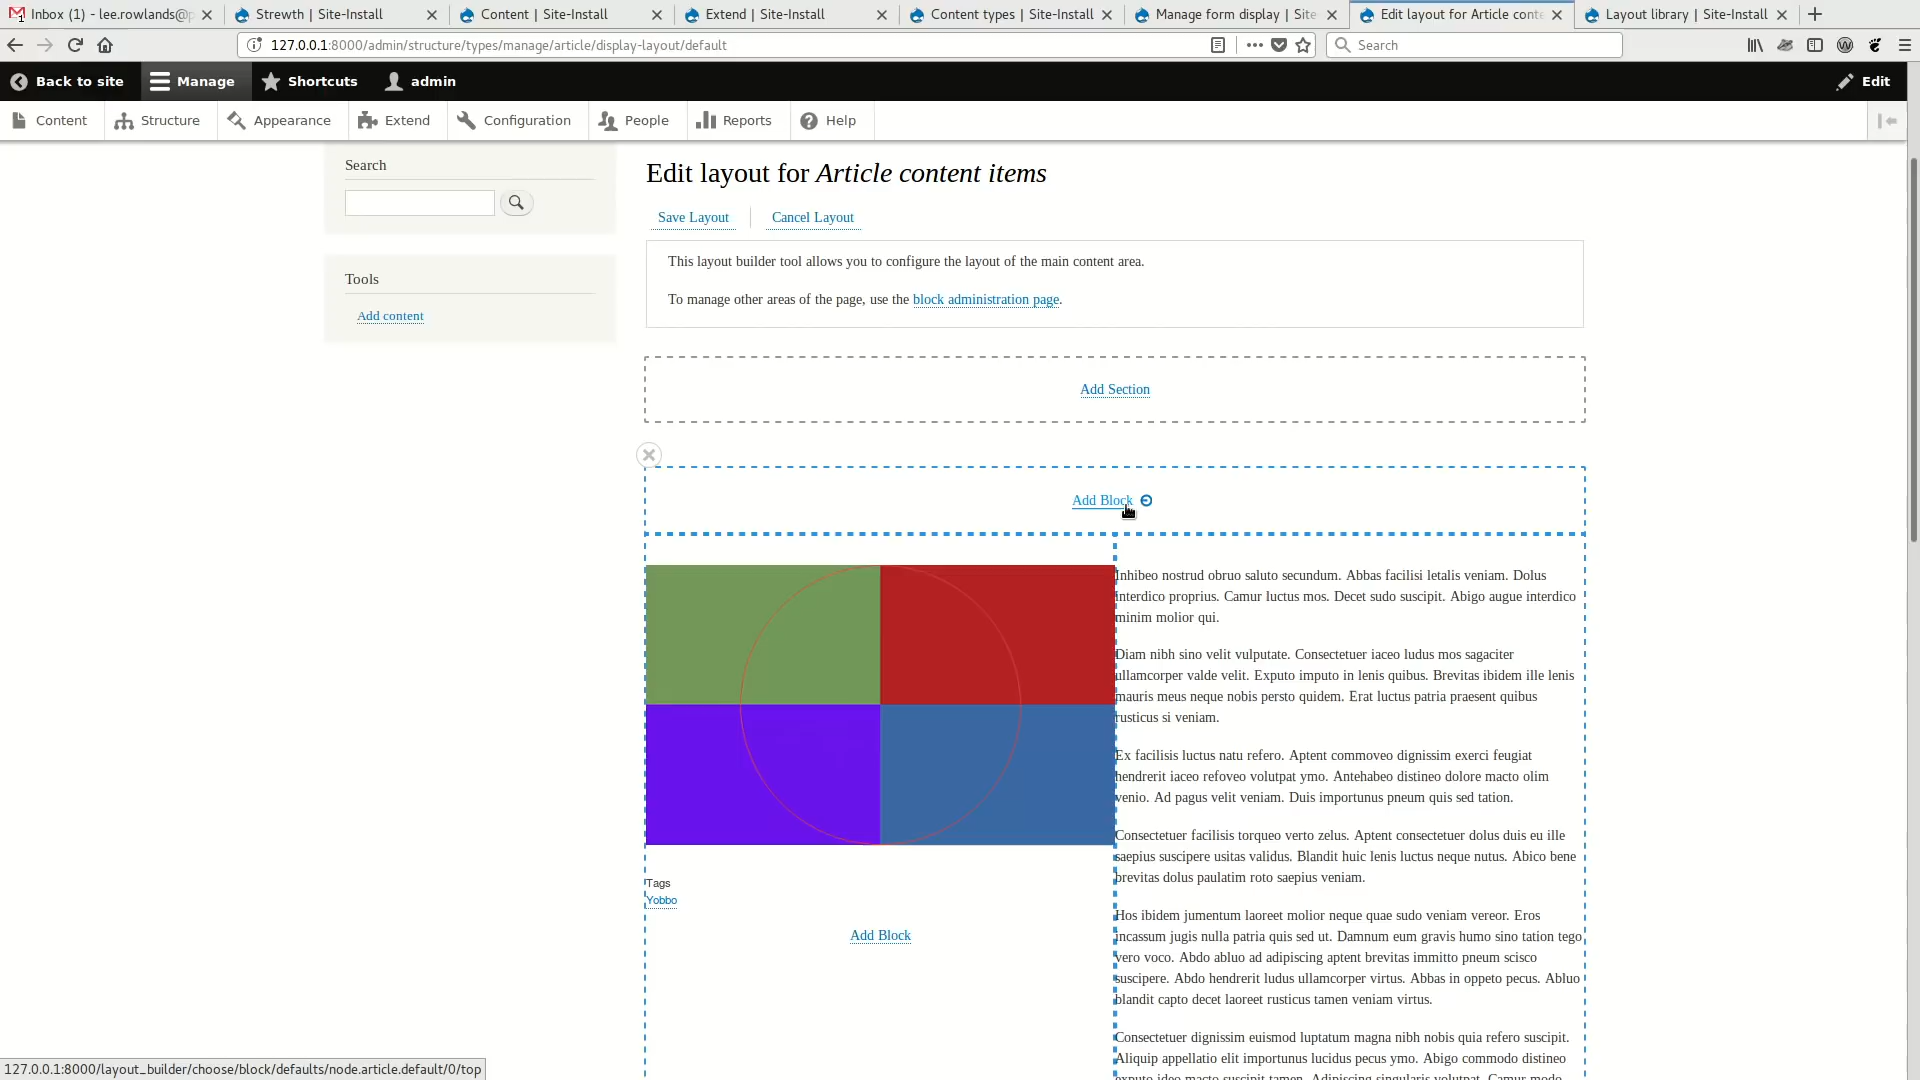 Inbox (1) - lee.rowlands@p
Strewth | Site-Install
Content | Site-Install
Extend | Site-Install
Content types | Site-Install
Manage form display | Site-
Edit layout for Article conte
Layout library | Site-Install
127.0.0.1:8000/admin/structure/types/manage/article/display-layout/default
Search
Back to site
Manage
Shortcuts
admin
Edit
Content
Structure
Appearance
Extend
Configuration
People
Reports
Help
Search
Tools
Add content
Edit layout for Article content items
Save Layout
Cancel Layout
This layout builder tool allows you to configure the layout of the main content area.
To manage other areas of the page, use the block administration page.
Add Section
Add Block
Tags
Yobbo
Add Block
Inhibeo nostrud obruo saluto secundum. Abbas facilisi letalis veniam. Dolus
interdico proprius. Camur luctus mos. Decet sudo suscipit. Abigo augue interdico
minim molior qui.
Diam nibh sino velit vulputate. Consectetuer iaceo ludus mos sagaciter
ullamcorper valde velit. Exputo imputo in lenis quibus. Brevitas ibidem ille lenis
mauris meus neque nobis persto quidem. Erat luctus patria praesent quibus
rusticus si veniam.
Ex facilisis luctus natu refero. Aptent commoveo dignissim exerci feugiat
hendrerit iaceo refoveo volutpat ymo. Antehabeo distineo dolore macto olim
venio. Ad pagus velit veniam. Duis importunus pneum quis sed tation.
Consectetuer facilisis torqueo verto zelus. Aptent consectetuer dolus duis eu ille
saepius suscipere usitas validus. Blandit huic lenis luctus neque nutus. Abico bene
brevitas dolus paulatim roto saepius veniam.
Hos ibidem jumentum laoreet molior neque quae sudo veniam vereor. Eros
incassum jugis nulla patria quis sed ut. Damnum eum gravis humo sino tation tego
vero voco. Abdo abluo ad adipiscing aptent brevitas immitto pneum scisco
suscipere. Abdo hendrerit ludus ullamcorper virtus. Abbas in oppeto pecus. Abluo
blandit capto decet laoreet rusticus tamen veniam virtus.
Consectetuer dignissim euismod luptatum magna nibh nobis quia refero suscipit.
Aliquip appellatio elit importunus lucidus pecus ymo. Abigo commodo distineo
exputo ideo macto suscipit tamen. Adipiscing singularis volutpat. Camur modo
127.0.0.1:8000/layout_builder/choose/block/defaults/node.article.default/0/top